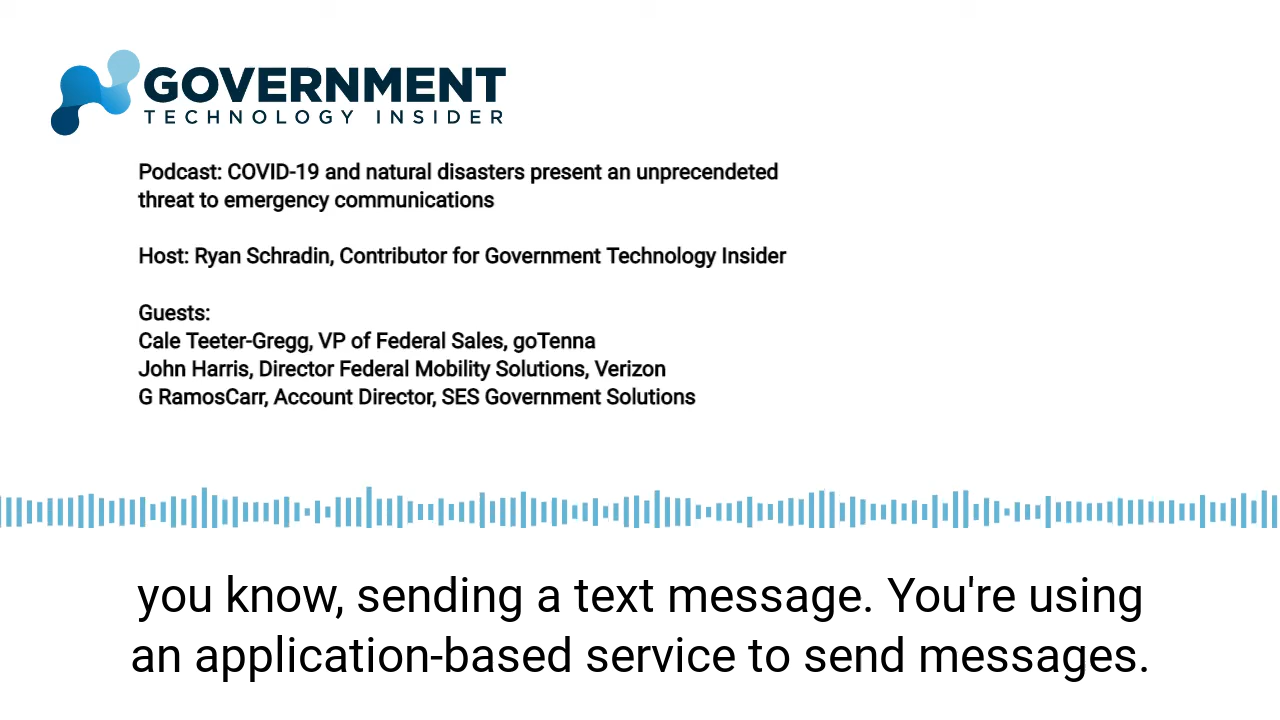 GOVERNMENT
TECHNOLOGY INSIDER
Podcast: COVID-19 and natural disasters present an unprecendeted
threat to emergency communications
Host: Ryan Schradin, Contributor for Government Technology Insider
Guests:
Cale Teeter-Gregg, VP of Federal Sales, goTenna
John Harris, Director Federal Mobility Solutions, Verizon
G RamosCarr, Account Director, SES Government Solutions
you know, sending a text message. You're using
an application-based service to send messages.